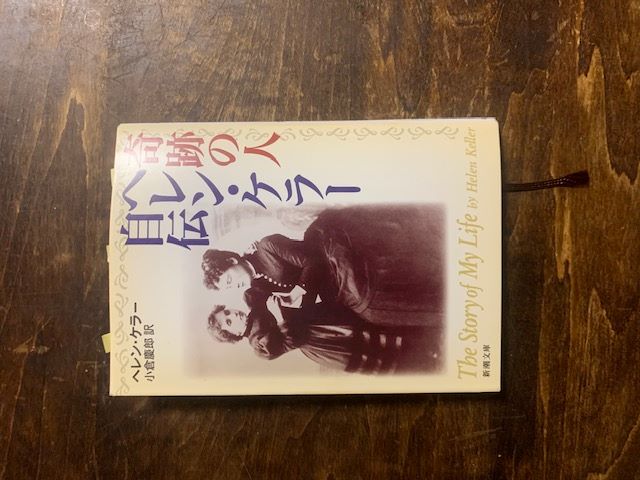 奇跡の人
ヘレン・ケラー
自伝
ヘレン・ケラー
小倉慶郎 訳
The Story of My Life by Helen Keller
新潮文庫